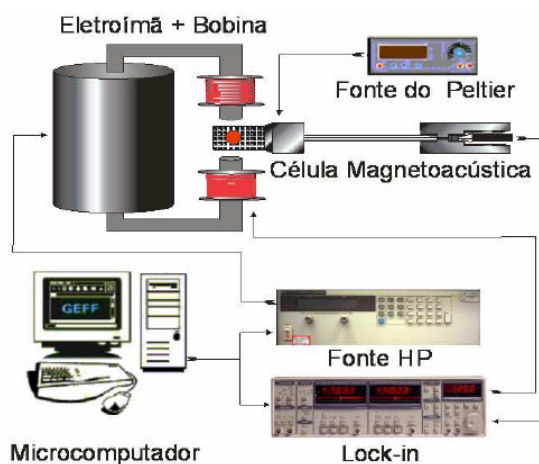 Eletroímã + Bobina
Fonte do Peltier
Célula Magnetoacústica
GEFF
Fonte HP
Microcomputador
Lock-in